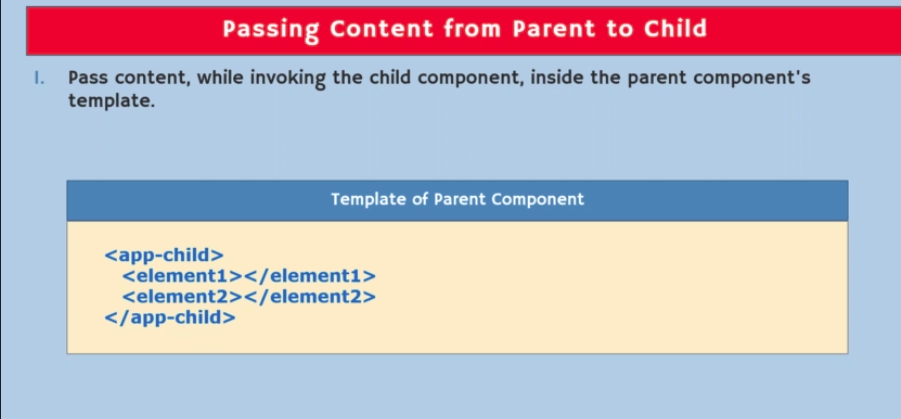 Passing Content from Parent to Child
I. Pass content, while invoking the child component, inside the parent component's
template.
Template of Parent Component
<app-child>
<element1></element1>
<element2></element2>
</app-child>